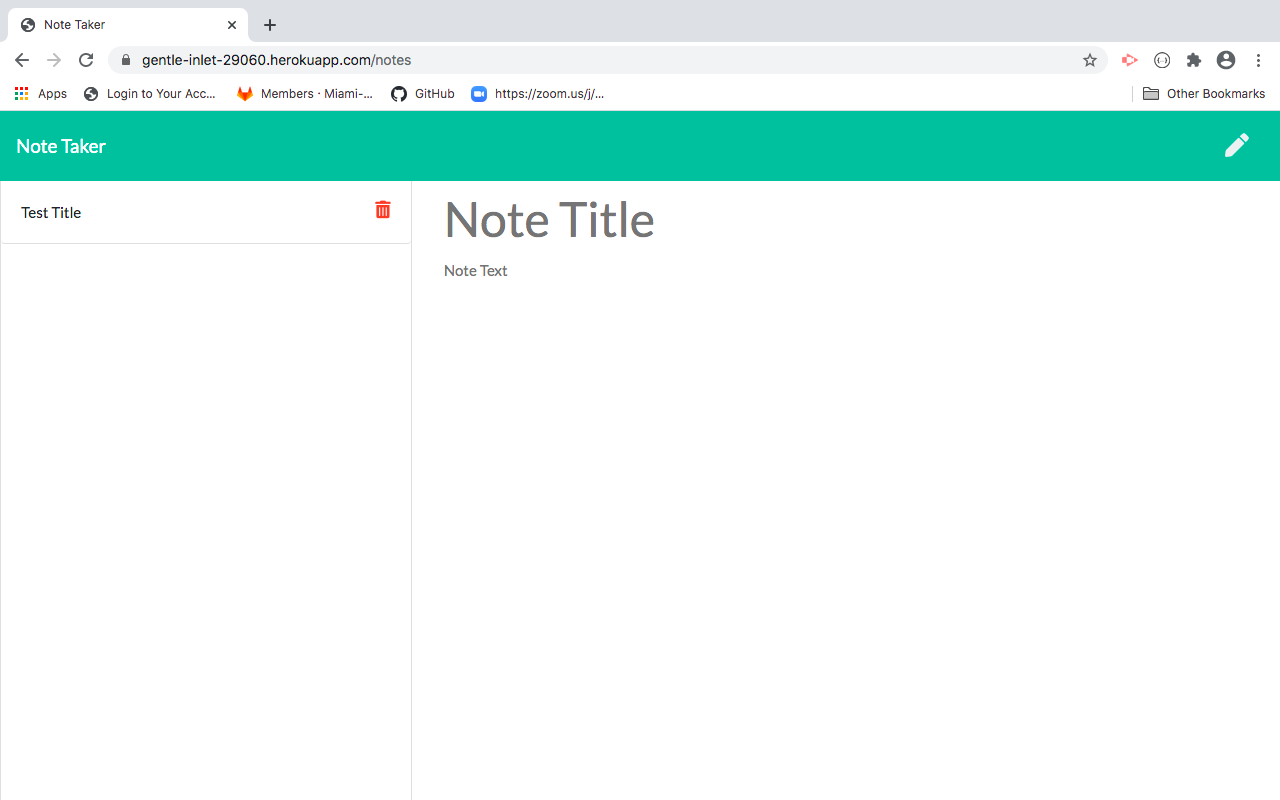 Note Taker
gentle-inlet-29060.herokuapp.com/notes
Apps Login to Your Acc... Members · Miami-... GitHub https://zoom.us/j/... Other Bookmarks
Note Taker
Test Title
Note Title
Note Text